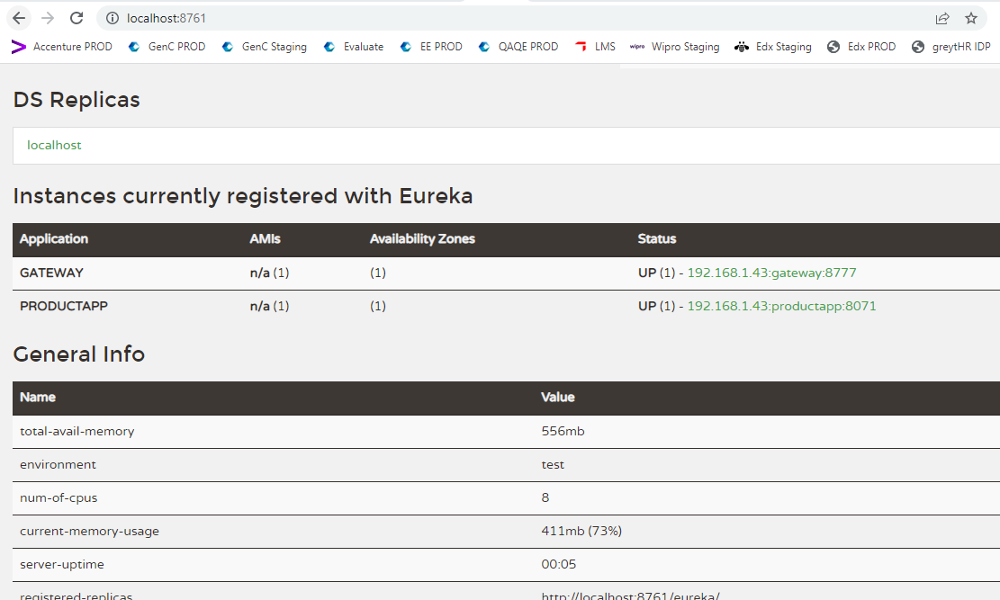 localhost:8761
Accenture PROD GenC PROD GenC Staging Evaluate EE PROD QAQE PROD LMS wipro Wipro Staging Edx Staging Edx PROD greytHR IDP
DS Replicas
localhost
Instances currently registered with Eureka
Application AMIs Availability Zones Status
GATEWAY n/a (1) (1) UP (1) - 192.168.1.43:gateway:8777
PRODUCTAPP n/a (1) (1) UP (1) - 192.168.1.43:productapp:8071
General Info
Name Value
total-avail-memory 556mb
environment test
num-of-cpus 8
current-memory-usage 411mb (73%)
server-uptime 00:05
registered-replicas http://localhost:8761/eureka/